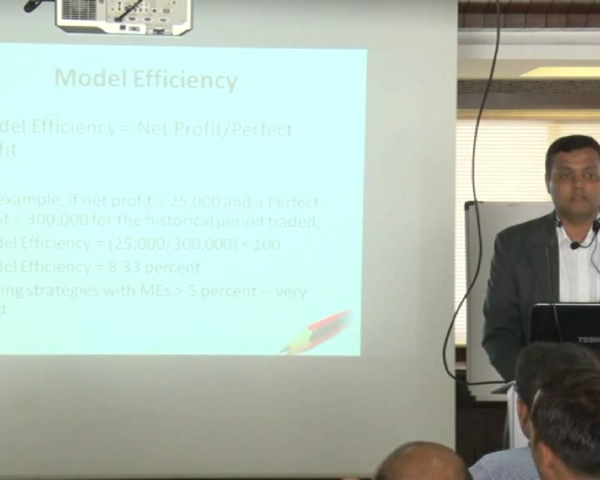 Model Efficiency
del Efficiency = Net Profit/Perfect
fit
example, if net profit = 25,000 and a Perfect
it = 300,000 for the historical period traded,
del Efficiency = (25,000/300,000) × 100
del Efficiency = 8.33 percent
ing strategies with MEs > 5 percent – very
d.
TOSH